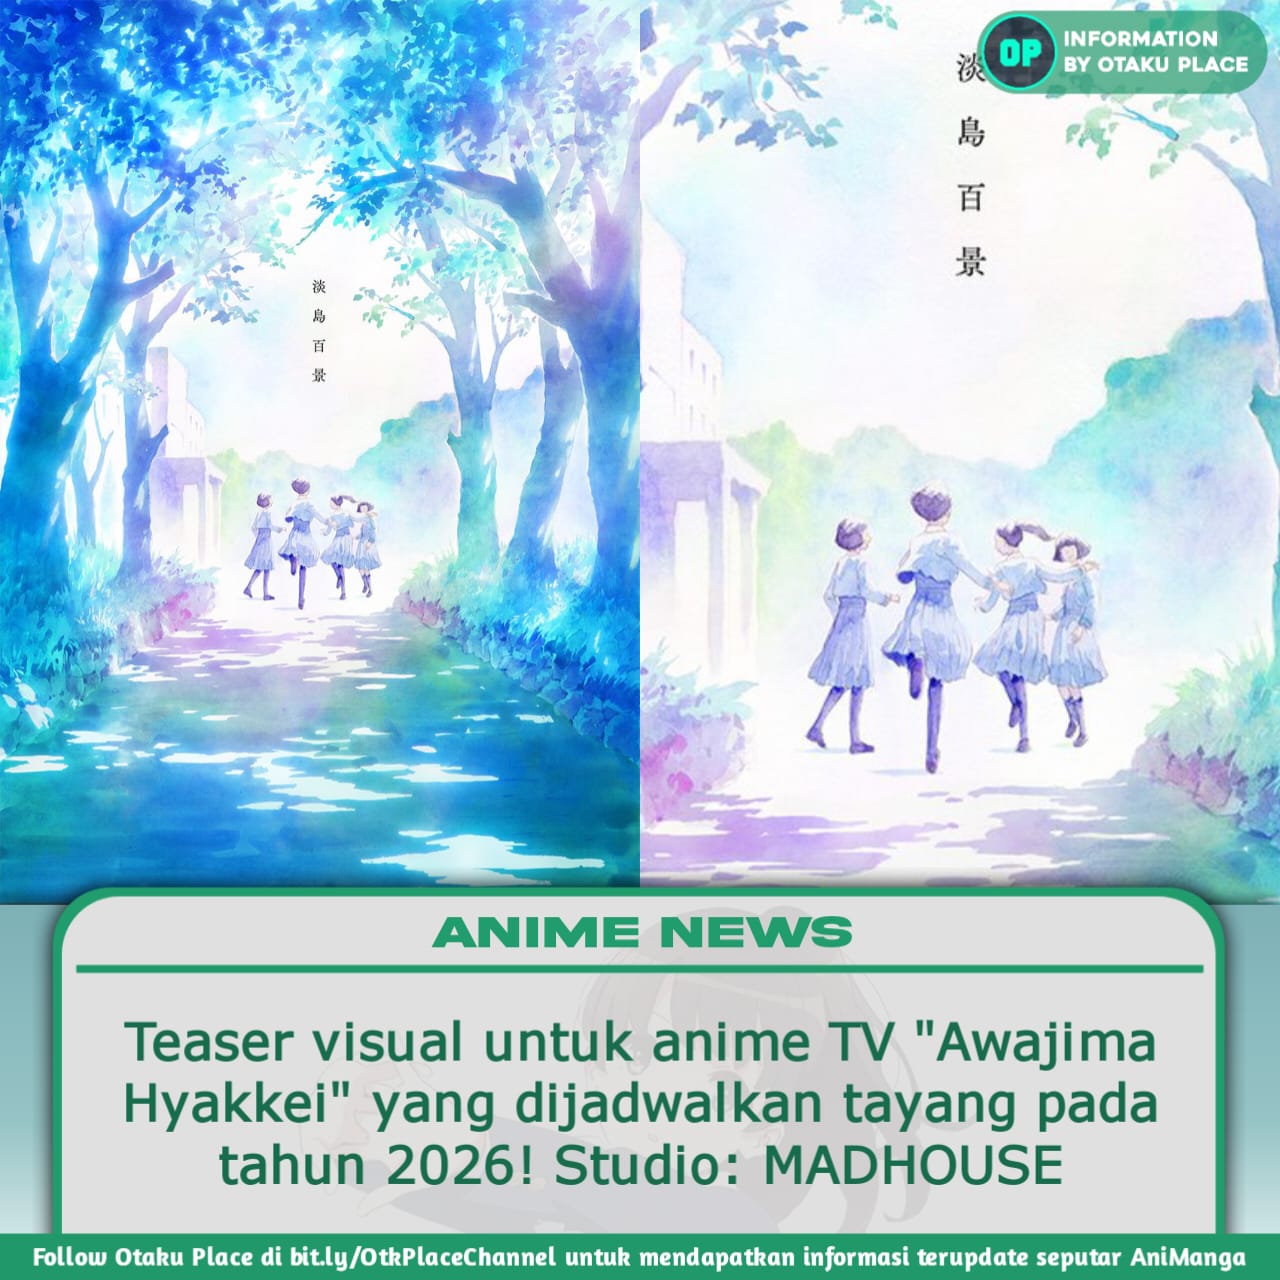 淡島百景
淡島百景
OP
INFORMATION
BY OTAKU PLACE
ANIME NEWS
Teaser visual untuk anime TV "Awajima
Hyakkei" yang dijadwalkan tayang pada
tahun 2026! Studio: MADHOUSE
Follow Otaku Place di bit.ly/OtkPlaceChannel untuk mendapatkan informasi terupdate seputar AniManga